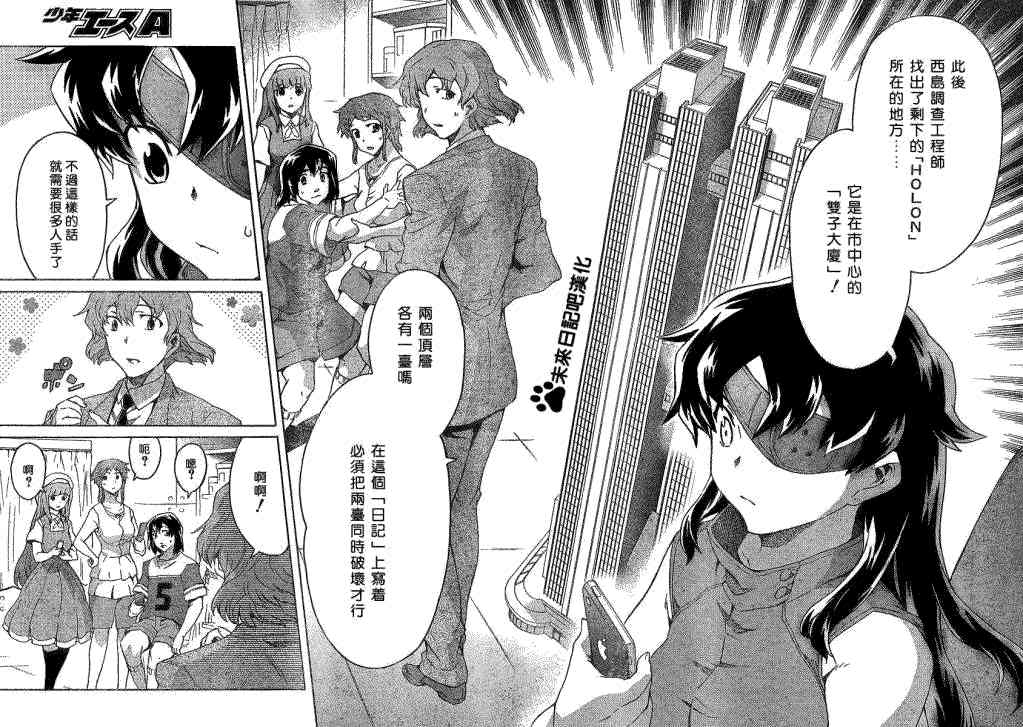 此後
西島調查工程師
找出了剩下的「HOLON」
所在的地方……
它是在市中心的
「雙子大廈」！
兩個頂層
各有一臺嗎
在這個「日記」上寫着
必須把兩臺同時破壞才行
未來日記吧漢化
少年エースA
不過這樣的話
就需要很多人手了
ポン
啊啊！
嗯？
呃？
啊？
5